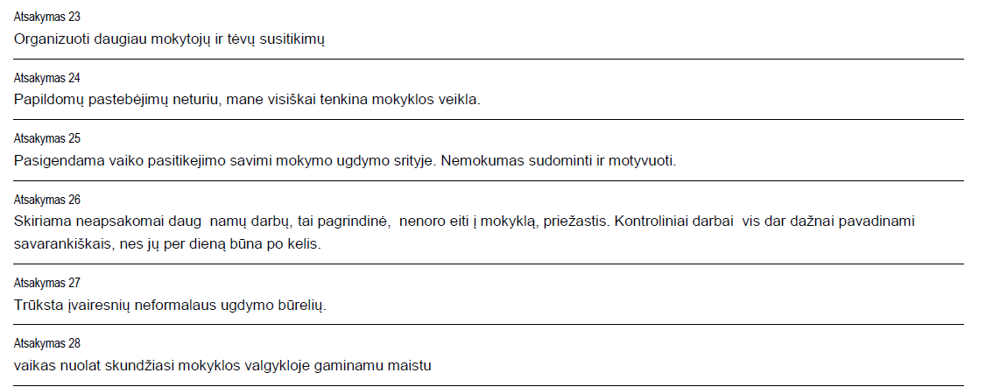 Atsakymas 23
Organizuoti daugiau mokytojų ir tėvų susitikimų
Atsakymas 24
Papildomų pastebėjimų neturiu, mane visiškai tenkina mokyklos veikla.
Atsakymas 25
Pasigendama vaiko pasitikejimo savimi mokymo ugdymo srityje. Nemokumas sudominti ir motyvuoti.
Atsakymas 26
Skiriama neapsakomai daug  namų darbų, tai pagrindinė,  nenoro eiti į mokyklą, priežastis. Kontroliniai darbai  vis dar dažnai pavadinami
savarankiškais, nes jų per dieną būna po kelis.
Atsakymas 27
Trūksta įvairesnių neformalaus ugdymo būrelių.
Atsakymas 28
vaikas nuolat skundžiasi mokyklos valgykloje gaminamu maistu